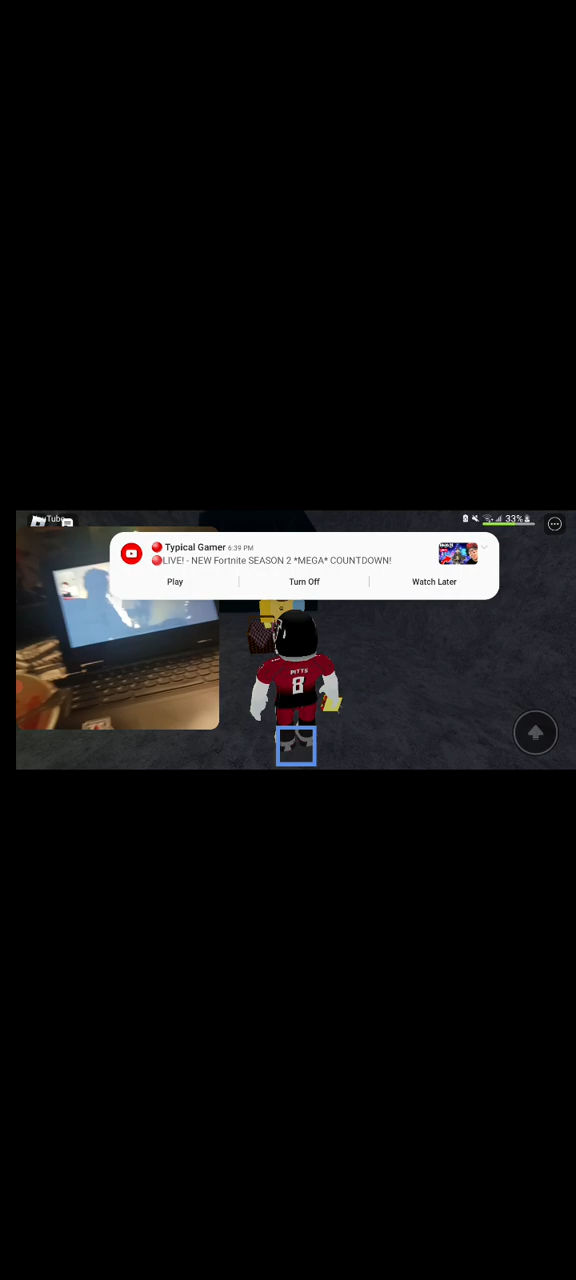 YouTube
33%
Typical Gamer 6:39 PM
🔴LIVE! - NEW Fortnite SEASON 2 *MEGA* COUNTDOWN!
Play
Turn Off
Watch Later
PITTS
8